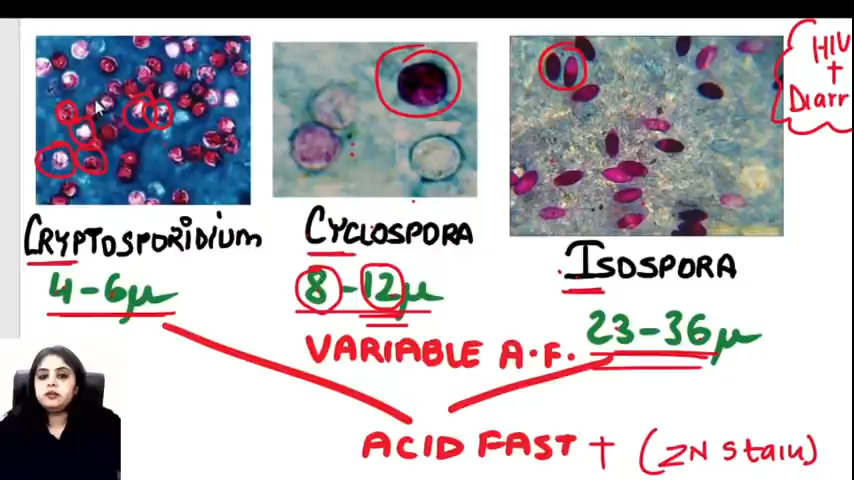 HIV
+
Diarr
CRYPTOSPORIDIUM
CYCLOSPORA
ISOSPORA
4-6μ
8-12μ
23-36μ
VARIABLE A.F.
ACID FAST + (ZN Stain)